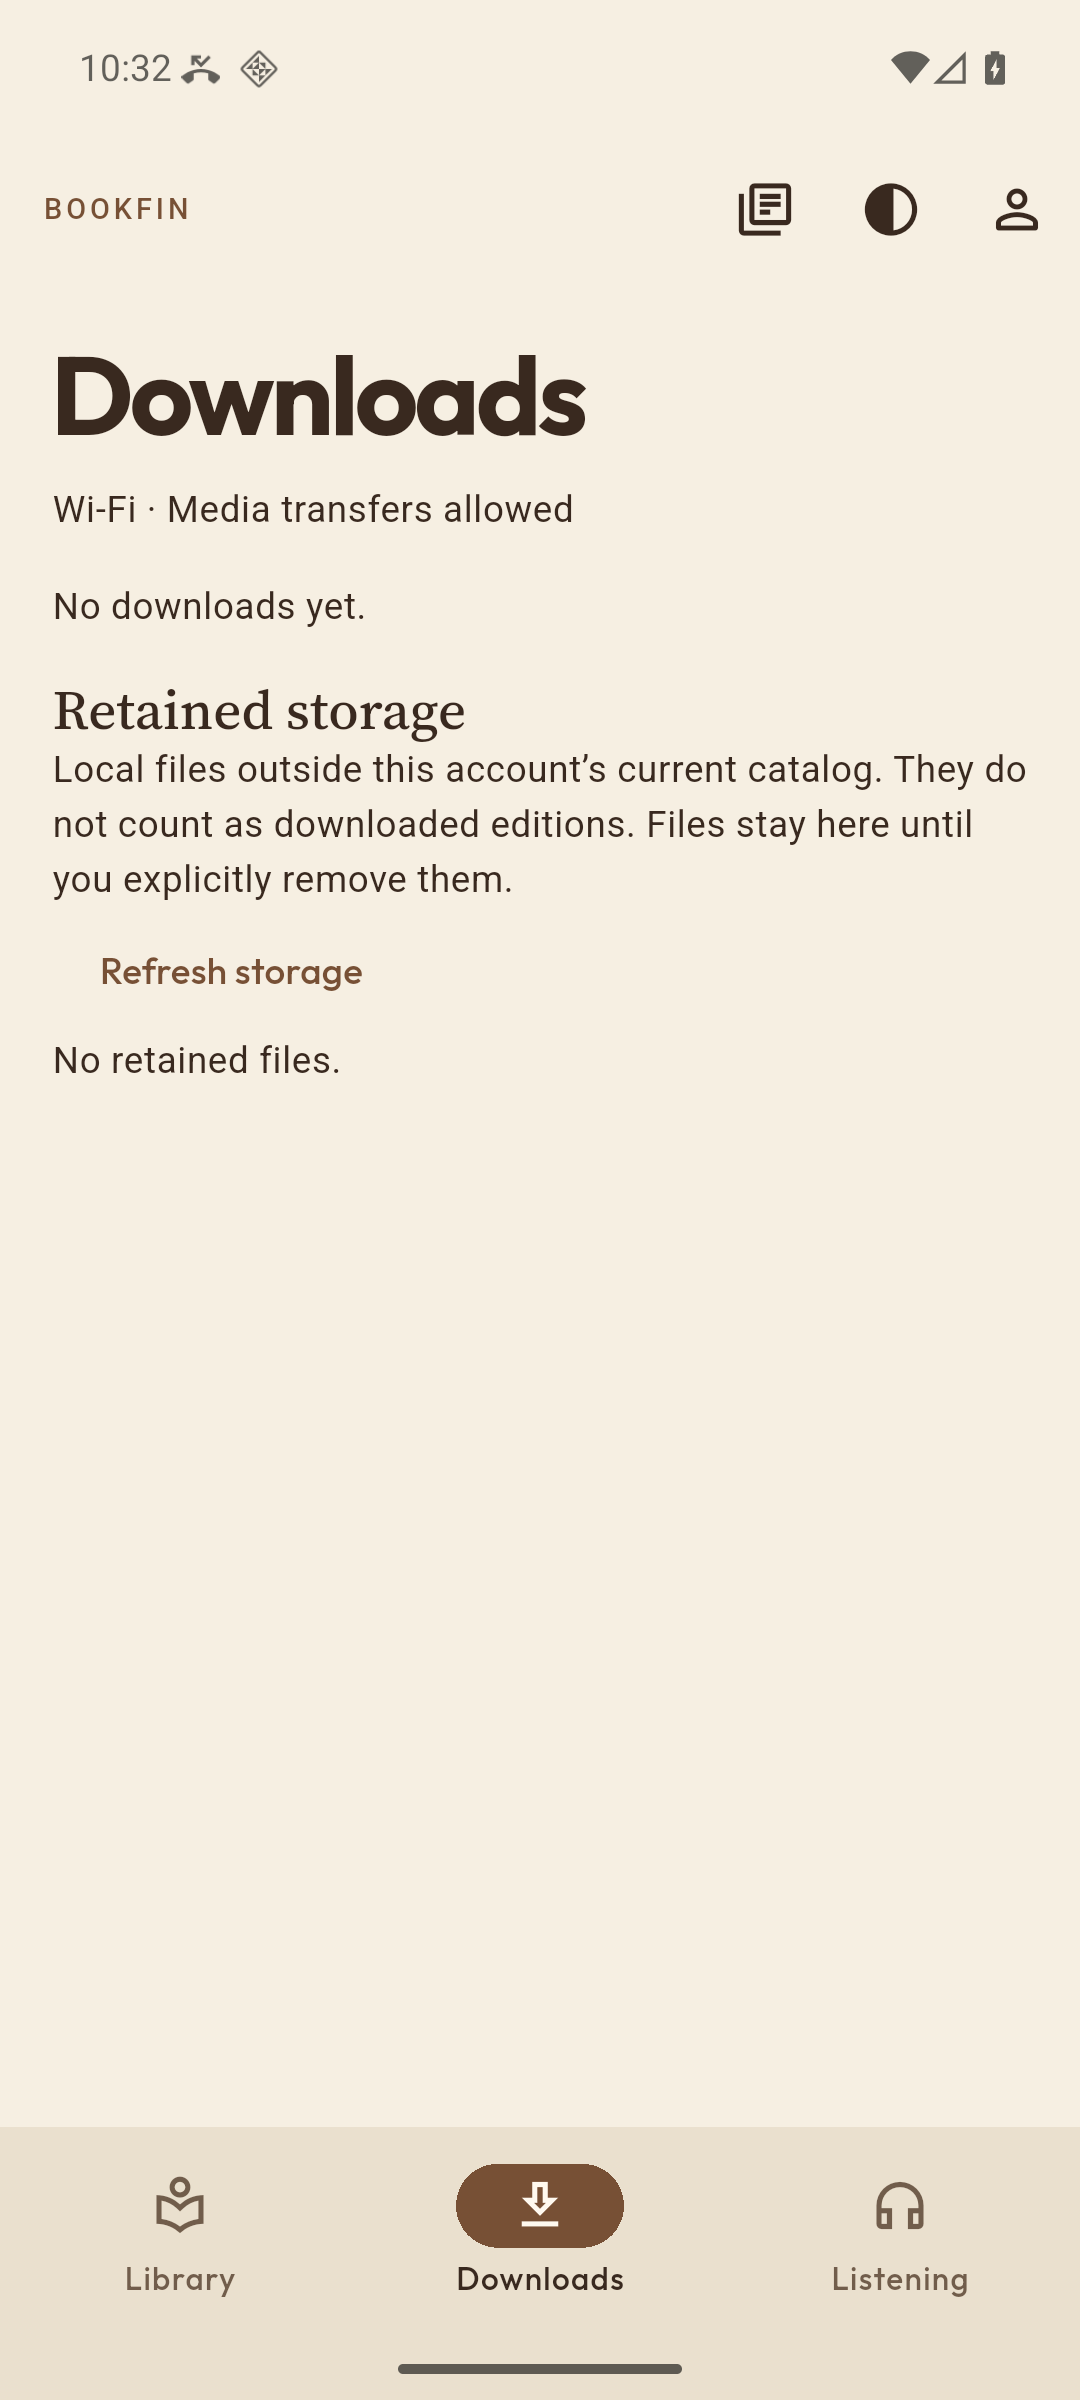 10:32
BOOKFIN
Downloads
Wi-Fi · Media transfers allowed
No downloads yet.
Retained storage
Local files outside this account’s current catalog. They do
not count as downloaded editions. Files stay here until
you explicitly remove them.
Refresh storage
No retained files.
Library
Downloads
Listening